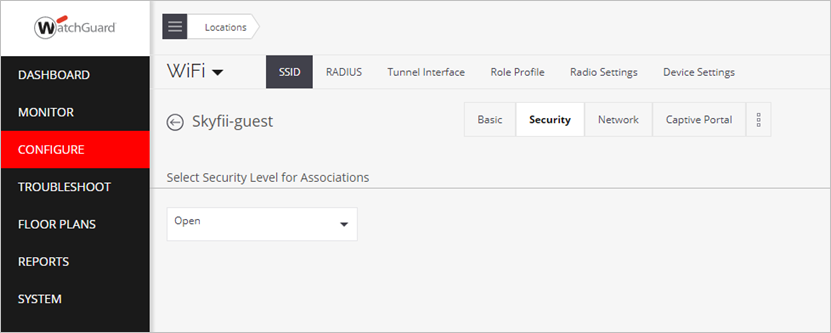 WatchGuard
Locations
DASHBOARD
MONITOR
CONFIGURE
TROUBLESHOOT
FLOOR PLANS
REPORTS
SYSTEM
WiFi SSID RADIUS Tunnel Interface Role Profile Radio Settings Device Settings
Skyfii-guest Basic Security Network Captive Portal
Select Security Level for Associations
Open